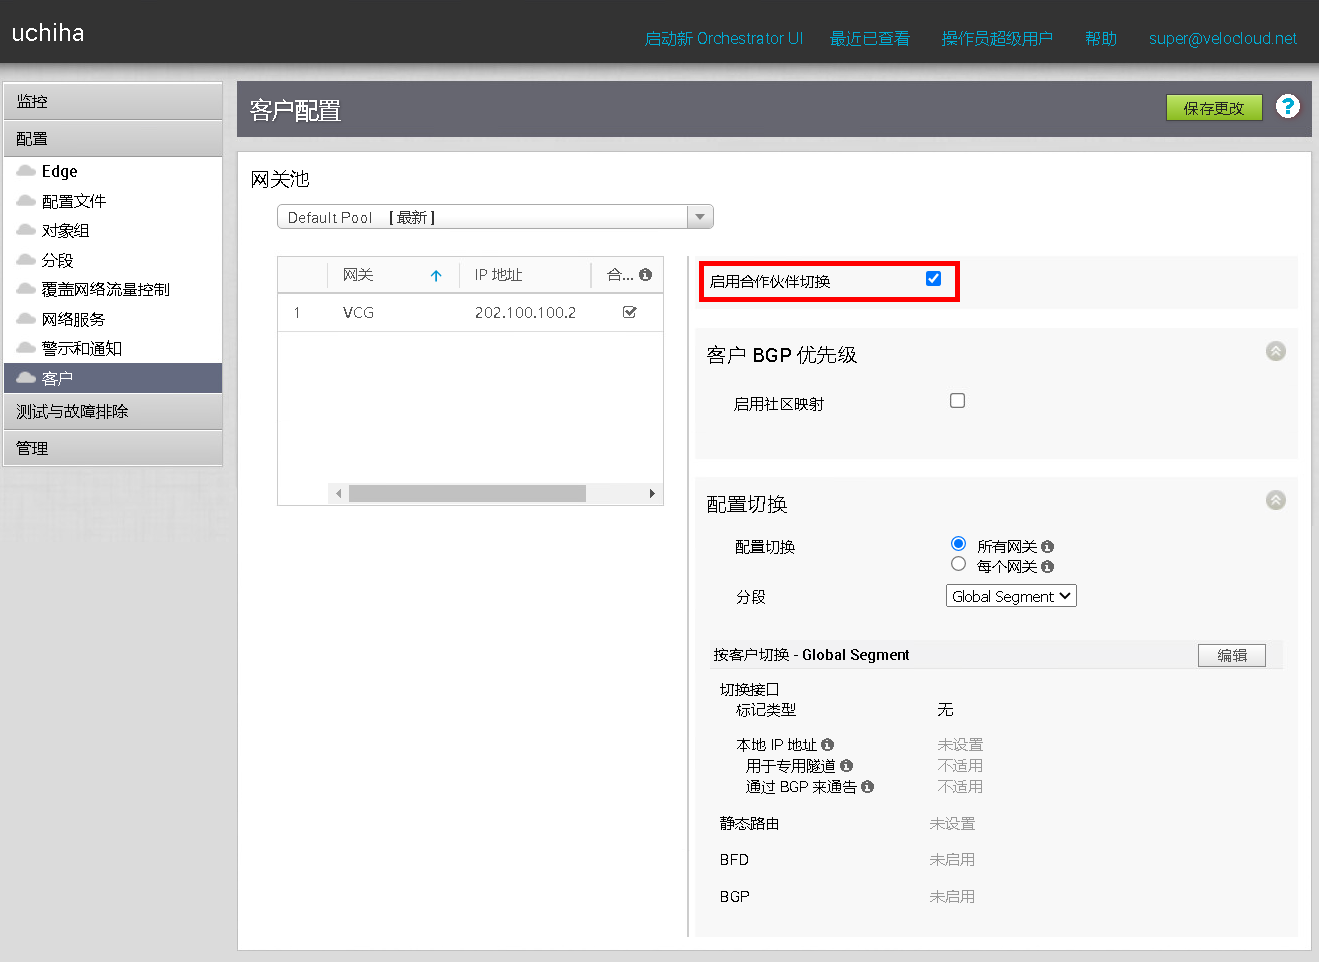 uchiha
启动新 Orchestrator UI 最近已查看 操作员超级用户 帮助 super@velocloud.net
监控
配置
Edge
配置文件
对象组
分段
覆盖网络流量控制
网络服务
警示和通知
客户
测试与故障排除
管理
客户配置
保存更改
?
网关池
Default Pool [ 最新 ]
网关 IP 地址 合...
1 VCG 202.100.100.2
启用合作伙伴切换
客户 BGP 优先级
启用社区映射
配置切换
配置切换 所有网关
每个网关
分段 Global Segment
按客户切换 - Global Segment 编辑
切换接口
标记类型 无
本地 IP 地址 未设置
用于专用隧道 不适用
通过 BGP 来通告 不适用
静态路由 未设置
BFD 未启用
BGP 未启用